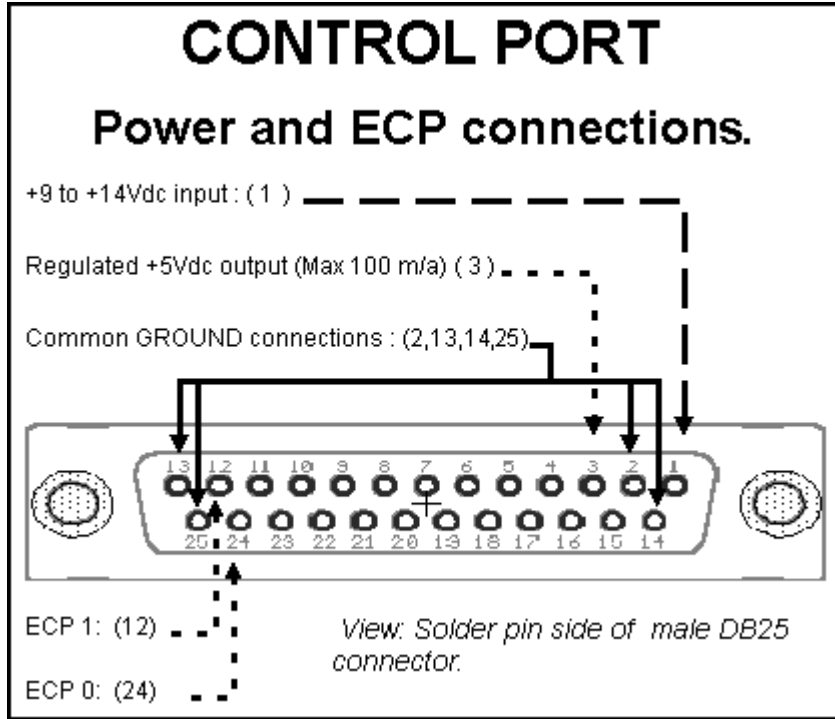 CONTROL PORT
Power and ECP connections.
+9 to +14Vdc input : ( 1 )
Regulated +5Vdc output (Max 100 m/a) ( 3 )
Common GROUND connections : (2,13,14,25)
13 12 11 10 9 8 7 6 5 4 3 2 1
25 24 23 22 21 20 19 18 17 16 15 14
ECP 1: (12)
View: Solder pin side of male DB25
connector.
ECP 0: (24)